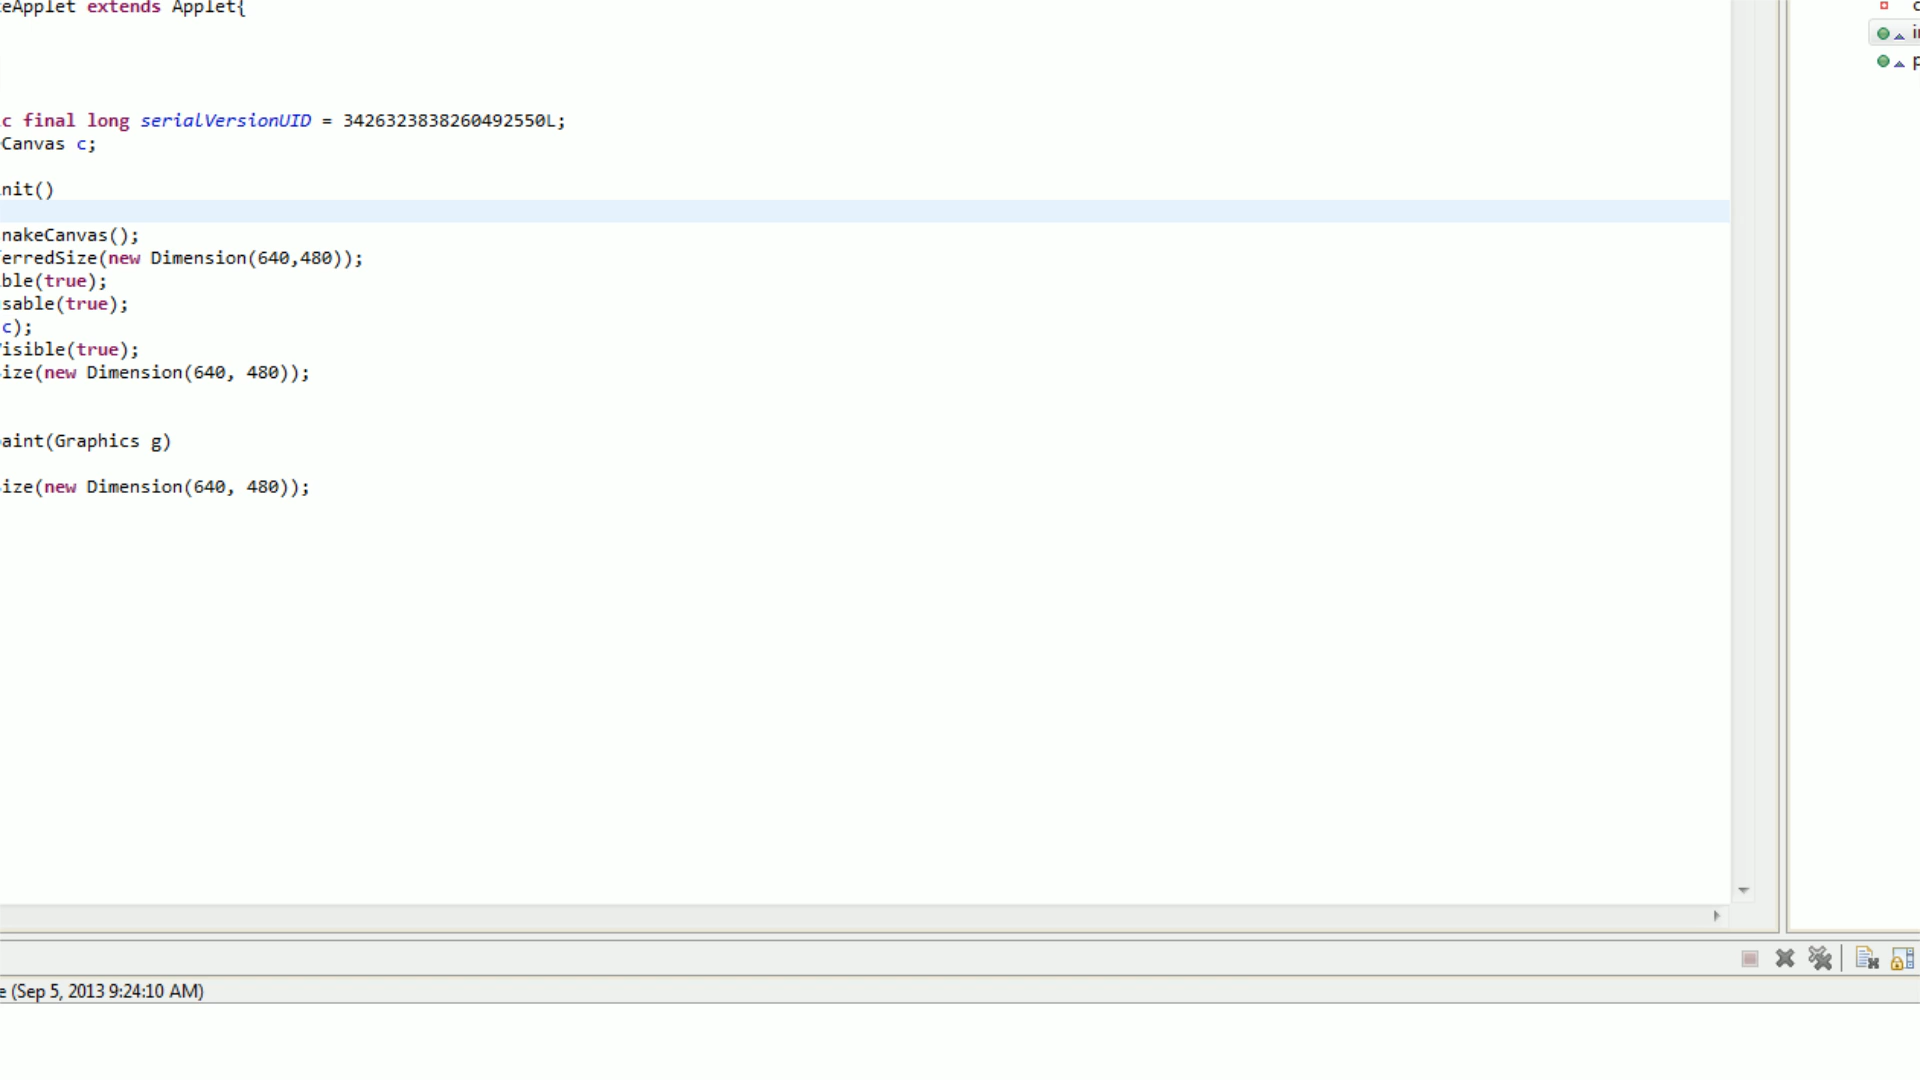 eApplet extends Applet{
c final long serialVersionUID = 3426323838260492550L;
Canvas c;
nit()
nakeCanvas();
erredSize(new Dimension(640,480));
ble(true);
sable(true);
c);
isible(true);
ize(new Dimension(640, 480));
aint(Graphics g)
ize(new Dimension(640, 480));
e (Sep 5, 2013 9:24:10 AM)